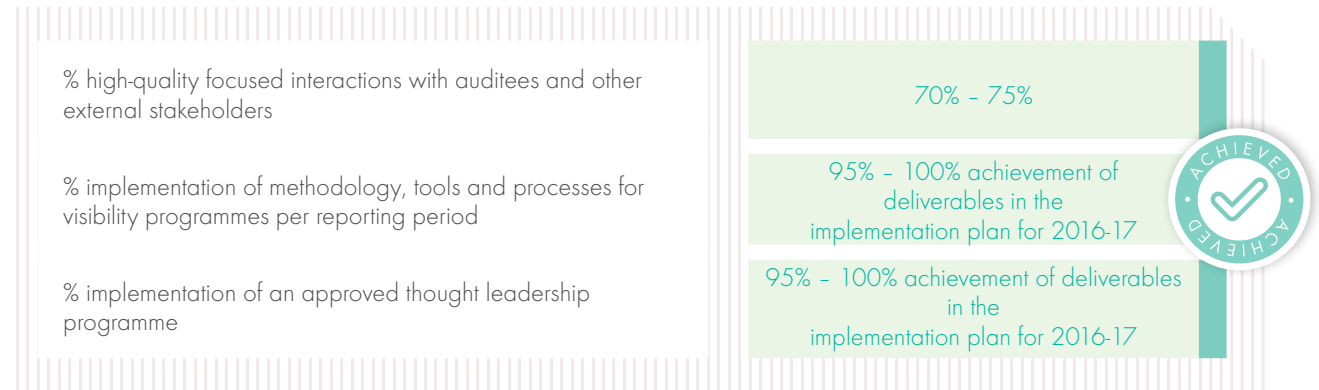 % high-quality focused interactions with auditees and other
external stakeholders
70% – 75%
% implementation of methodology, tools and processes for
visibility programmes per reporting period
95% – 100% achievement of
deliverables in the
implementation plan for 2016-17
ACHIEVED
ACHIEVED
% implementation of an approved thought leadership
programme
95% – 100% achievement of deliverables
in the
implementation plan for 2016-17